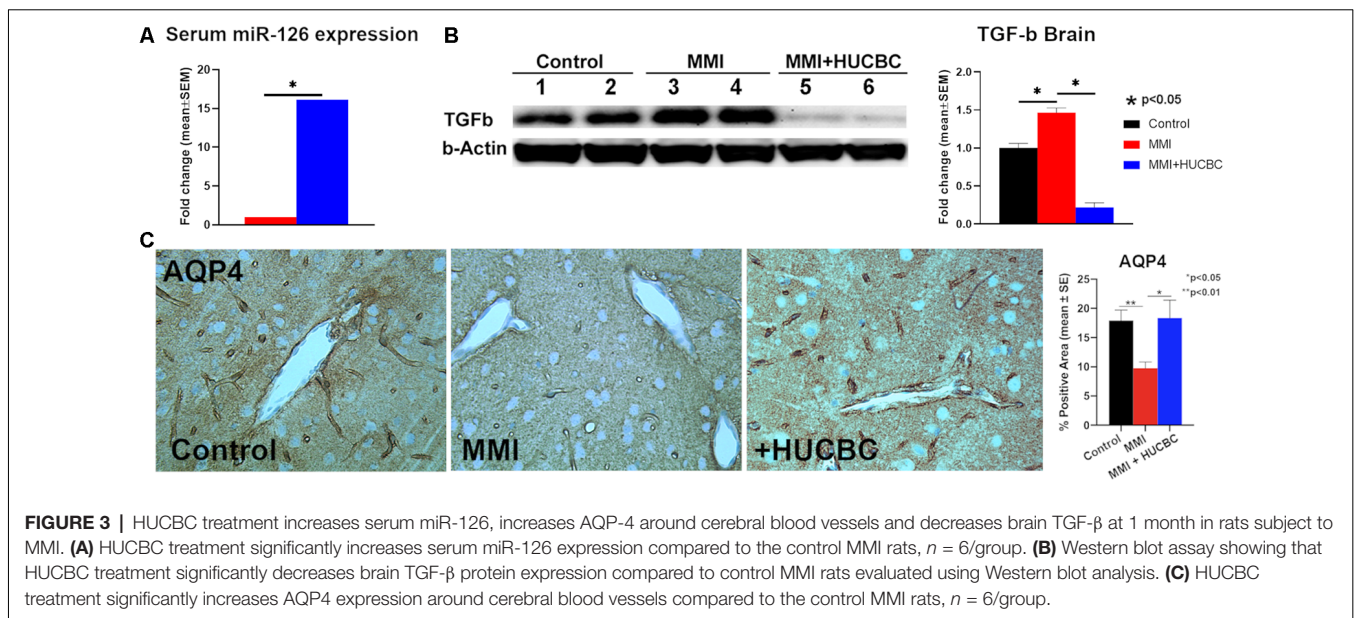 A Serum miR-126 expression
Fold change (mean±SEM)
20
15
10
5
0
*
B
Control MMI MMI+HUCBC
1 2 3 4 5 6
TGFb
b-Actin
TGF-b Brain
Fold change (mean±SEM)
2.0
1.5
1.0
0.5
0.0
* *
* p<0.05
Control
MMI
MMI+HUCBC
C
AQP4
Control
MMI
+HUCBC
AQP4
% Positive Area (mean ± SE)
25
20
15
10
5
0
** *
*p<0.05
**p<0.01
Control
MMI
MMI + HUCBC
FIGURE 3 | HUCBC treatment increases serum miR-126, increases AQP-4 around cerebral blood vessels and decreases brain TGF-β at 1 month in rats subject to
MMI. (A) HUCBC treatment significantly increases serum miR-126 expression compared to the control MMI rats, n = 6/group. (B) Western blot assay showing that
HUCBC treatment significantly decreases brain TGF-β protein expression compared to control MMI rats evaluated using Western blot analysis. (C) HUCBC
treatment significantly increases AQP4 expression around cerebral blood vessels compared to the control MMI rats, n = 6/group.